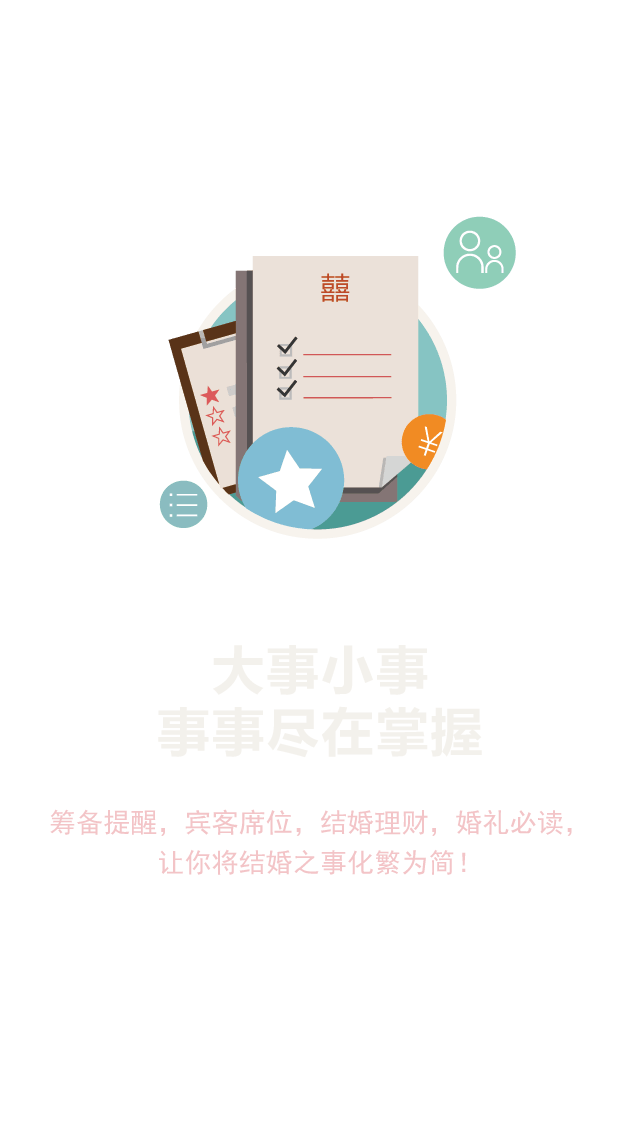 囍
大事小事
事事尽在掌握
筹备提醒，宾客席位，结婚理财，婚礼必读，
让你将结婚之事化繁为简！